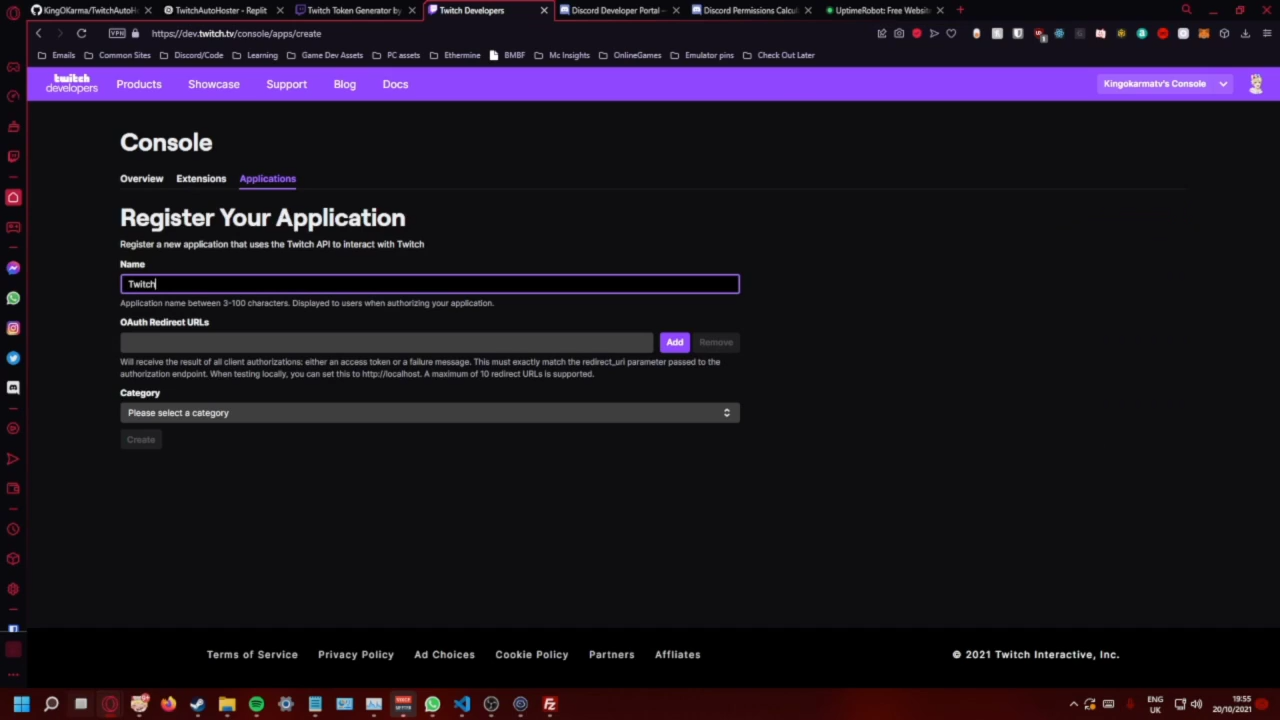 KingOKarma/TwitchAutoHo
TwitchAutoHoster - Replit
Twitch Token Generator by
Twitch Developers
Discord Developer Portal —
Discord Permissions Calcu
UptimeRobot: Free Website
VPN
https://dev.twitch.tv/console/apps/create
Emails
Common Sites
Discord/Code
Learning
Game Dev Assets
PC assets
Ethermine
BMBF
Mc Insights
OnlineGames
Emulator pins
Check Out Later
twitch
developers
Products
Showcase
Support
Blog
Docs
Kingokarmatv's Console
Console
Overview
Extensions
Applications
Register Your Application
Register a new application that uses the Twitch API to interact with Twitch
Name
Twitch
Application name between 3-100 characters. Displayed to users when authorizing your application.
OAuth Redirect URLs
Add
Remove
Will receive the result of all client authorizations: either an access token or a failure message. This must exactly match the redirect_uri parameter passed to the
authorization endpoint. When testing locally, you can set this to http://localhost. A maximum of 10 redirect URLs is supported.
Category
Please select a category
Create
Terms of Service
Privacy Policy
Ad Choices
Cookie Policy
Partners
Affliates
© 2021 Twitch Interactive, Inc.
ENG
UK
19:55
20/10/2021